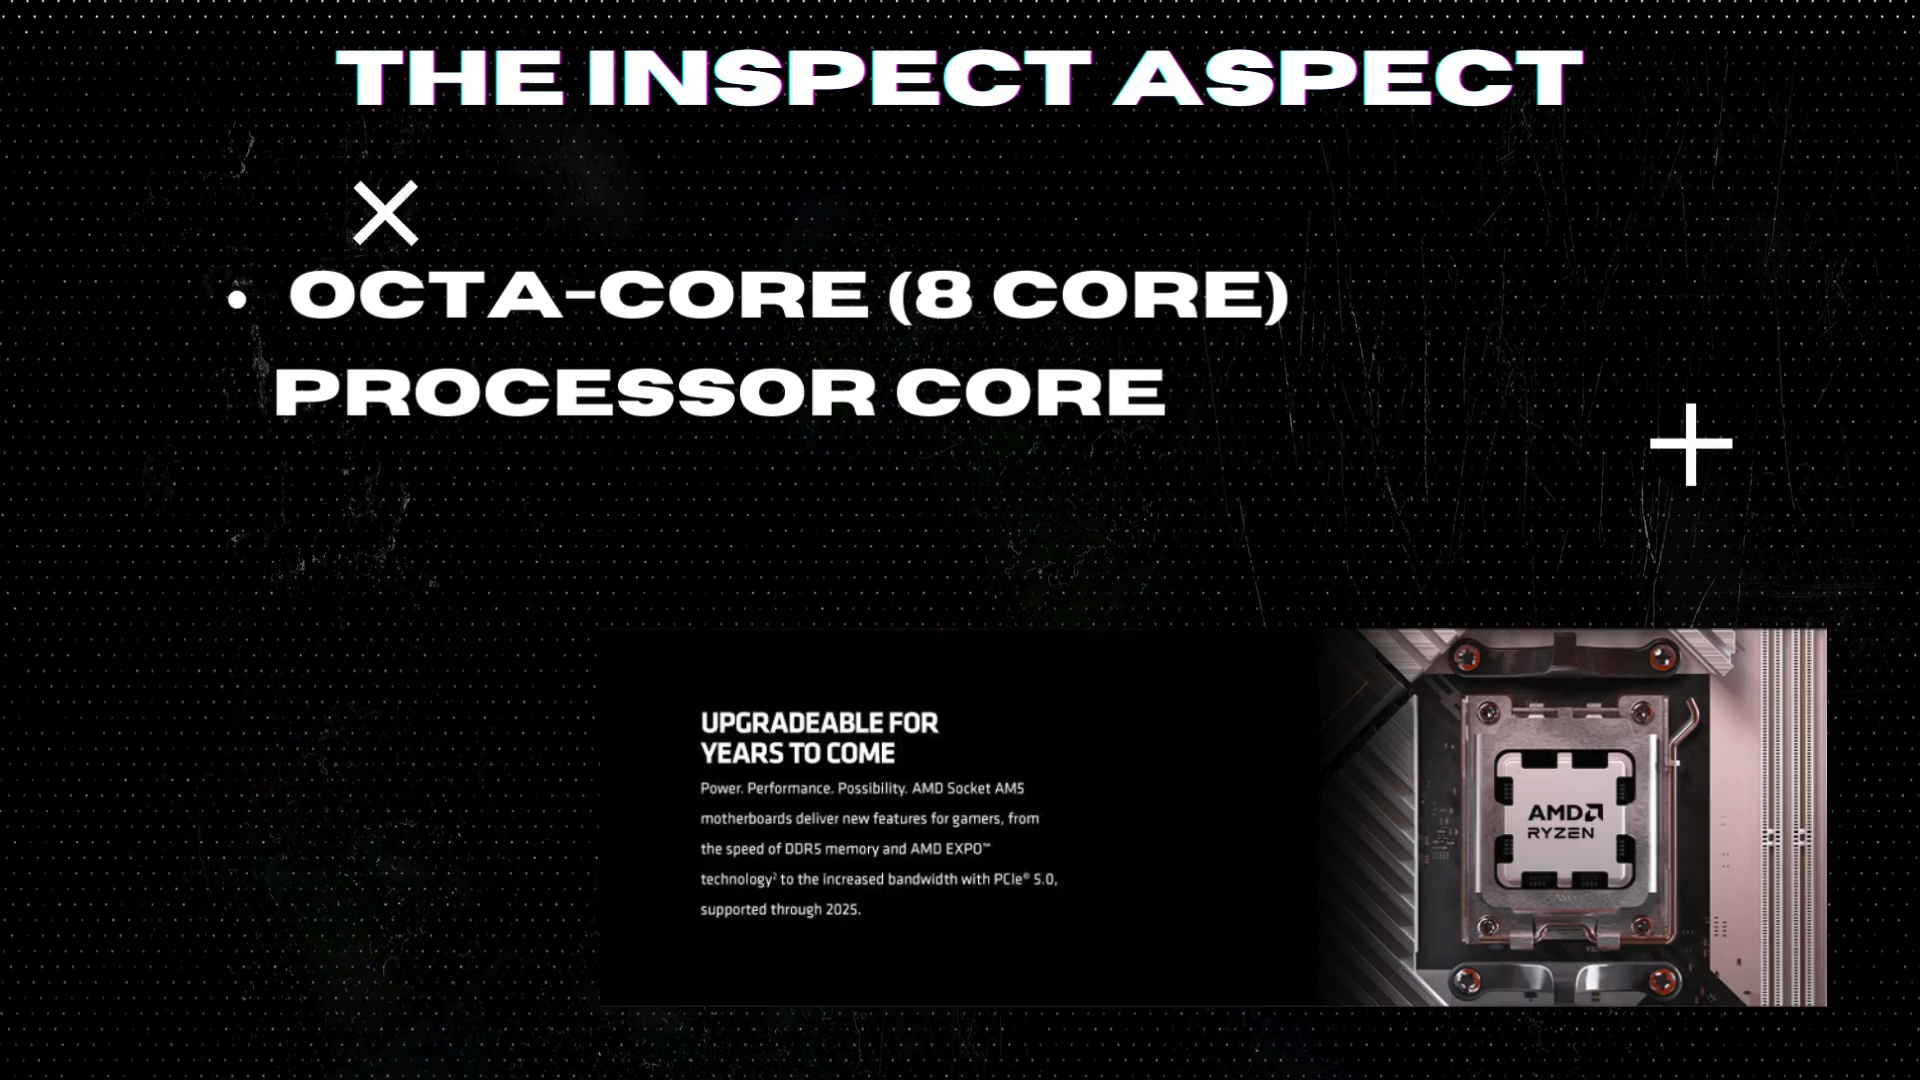 THE INSPECT ASPECT
• OCTA-CORE (8 CORE)
PROCESSOR CORE
UPGRADEABLE FOR
YEARS TO COME
Power. Performance. Possibility. AMD Socket AM5
motherboards deliver new features for gamers, from
the speed of DDR5 memory and AMD EXPO™
technology² to the increased bandwidth with PCIe® 5.0,
supported through 2025.
AMD
RYZEN